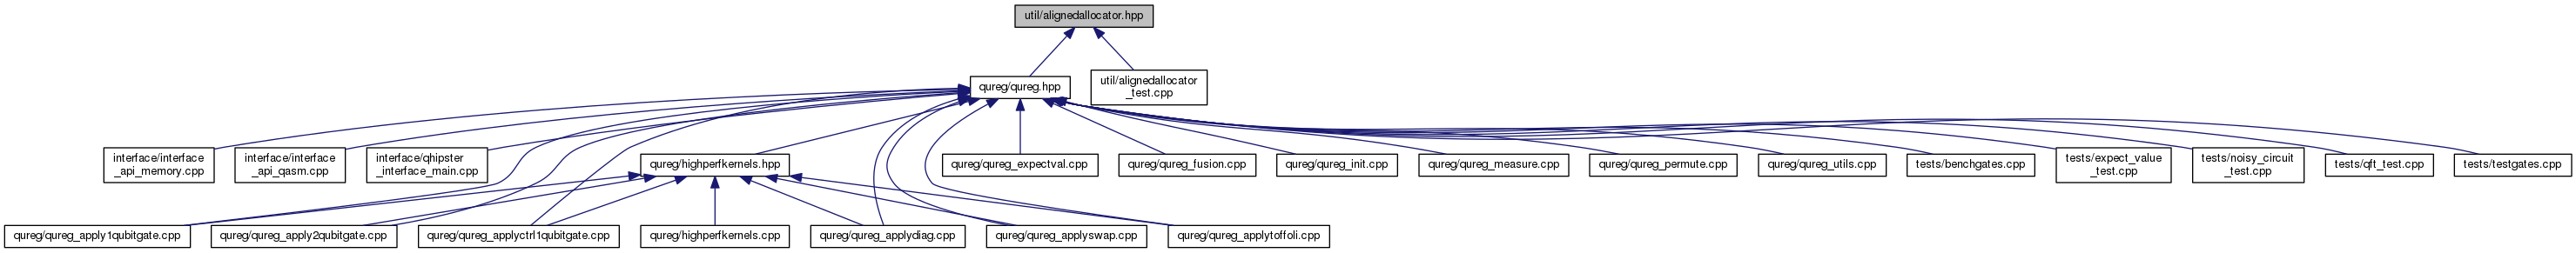 util/alignedallocator.hpp
qureg/qureg.hpp
util/alignedallocator
_test.cpp
interface/interface
_api_memory.cpp
interface/interface
_api_qasm.cpp
interface/qhipster
_interface_main.cpp
qureg/highperfkernels.hpp
qureg/qureg_expectval.cpp
qureg/qureg_fusion.cpp
qureg/qureg_init.cpp
qureg/qureg_measure.cpp
qureg/qureg_permute.cpp
qureg/qureg_utils.cpp
tests/benchgates.cpp
tests/expect_value
_test.cpp
tests/noisy_circuit
_test.cpp
tests/qft_test.cpp
tests/testgates.cpp
qureg/qureg_apply1qubitgate.cpp
qureg/qureg_apply2qubitgate.cpp
qureg/qureg_applyctrl1qubitgate.cpp
qureg/highperfkernels.cpp
qureg/qureg_applydiag.cpp
qureg/qureg_applyswap.cpp
qureg/qureg_applytoffoli.cpp